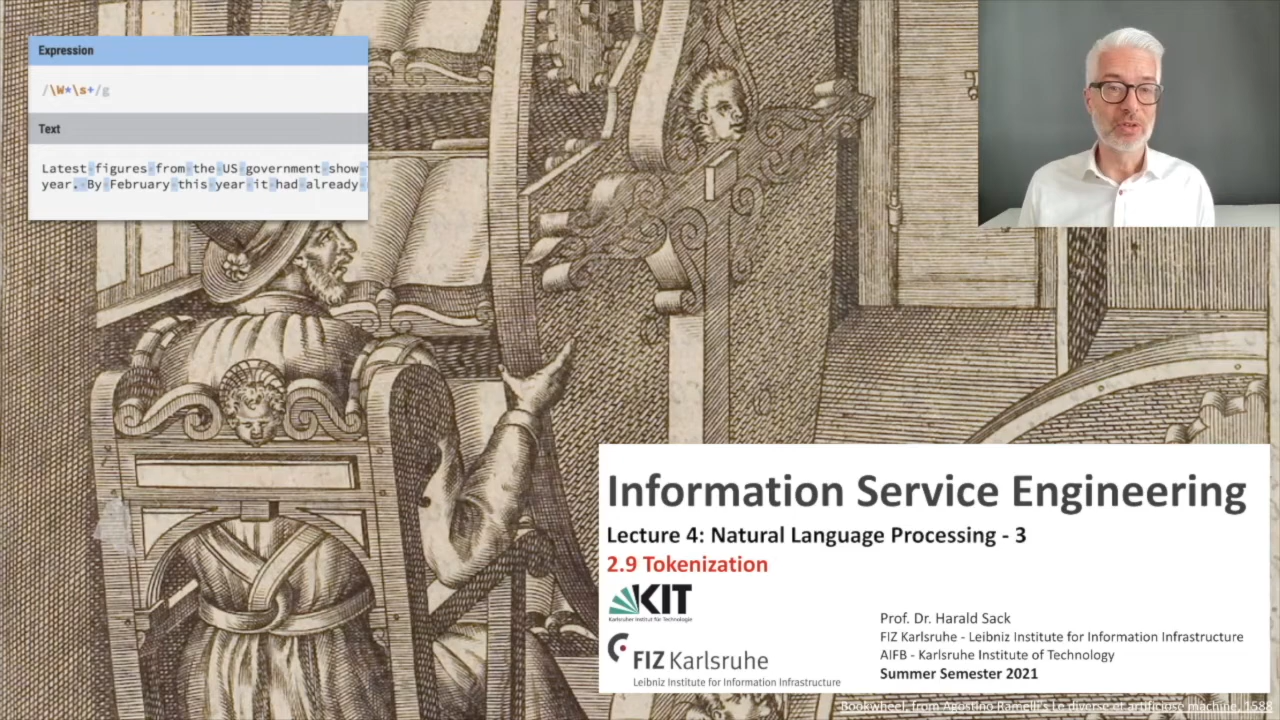 Expression
/\W*\s+/g
Text
Latest figures from the US government show
year. By February this year it had already
Information Service Engineering
Lecture 4: Natural Language Processing - 3
2.9 Tokenization
KIT
Karlsruher Institut für Technologie
FIZ Karlsruhe
Leibniz Institute for Information Infrastructure
Prof. Dr. Harald Sack
FIZ Karlsruhe - Leibniz Institute for Information Infrastructure
AIFB - Karlsruhe Institute of Technology
Summer Semester 2021
Bookwheel, from Agostino Ramelli's Le diverse et artificiose machine, 1588